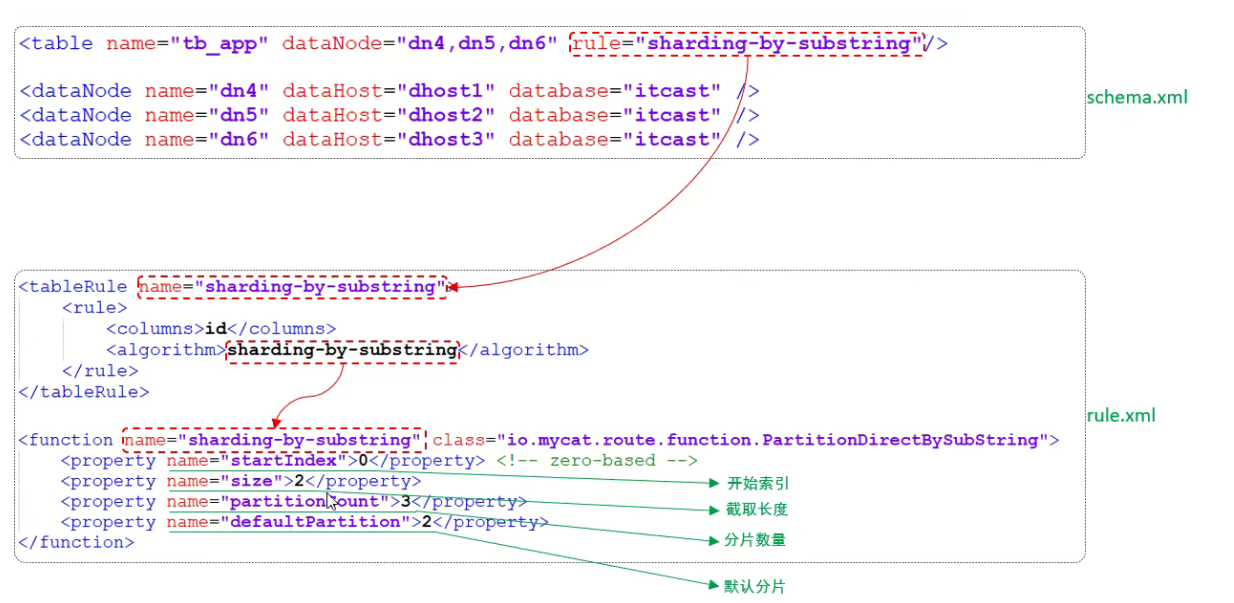 <table name="tb_app" dataNode="dn4,dn5,dn6" rule="sharding-by-substring"/>
<dataNode name="dn4" dataHost="dhost1" database="itcast" />
<dataNode name="dn5" dataHost="dhost2" database="itcast" />
<dataNode name="dn6" dataHost="dhost3" database="itcast" />
schema.xml
<tableRule name="sharding-by-substring">
<rule>
<columns>id</columns>
<algorithm>sharding-by-substring</algorithm>
</rule>
</tableRule>
rule.xml
<function name="sharding-by-substring" class="io.mycat.route.function.PartitionDirectBySubString">
<property name="startIndex">0</property> <!-- zero-based -->
<property name="size">2</property>
<property name="partitionCount">3</property>
<property name="defaultPartition">2</property>
</function>
开始索引
截取长度
分片数量
默认分片